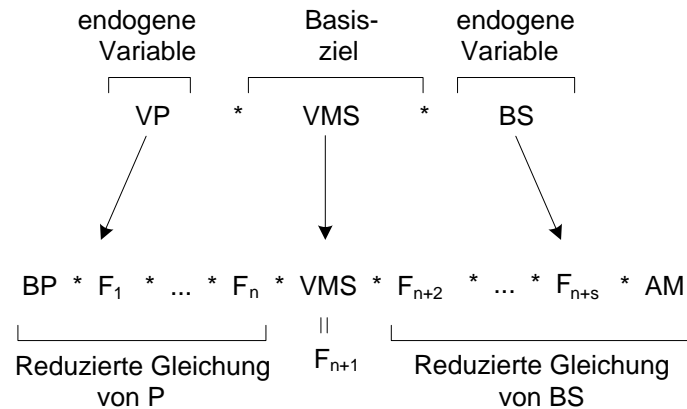 endogene Basis- endogene
Variable ziel Variable
VP * VMS * BS
BP * F₁ * ... * Fₙ * VMS * Fₙ₊₂ * ... * Fₙ₊ₛ * AM
=
Reduzierte Gleichung Fₙ₊₁ Reduzierte Gleichung
von P von BS